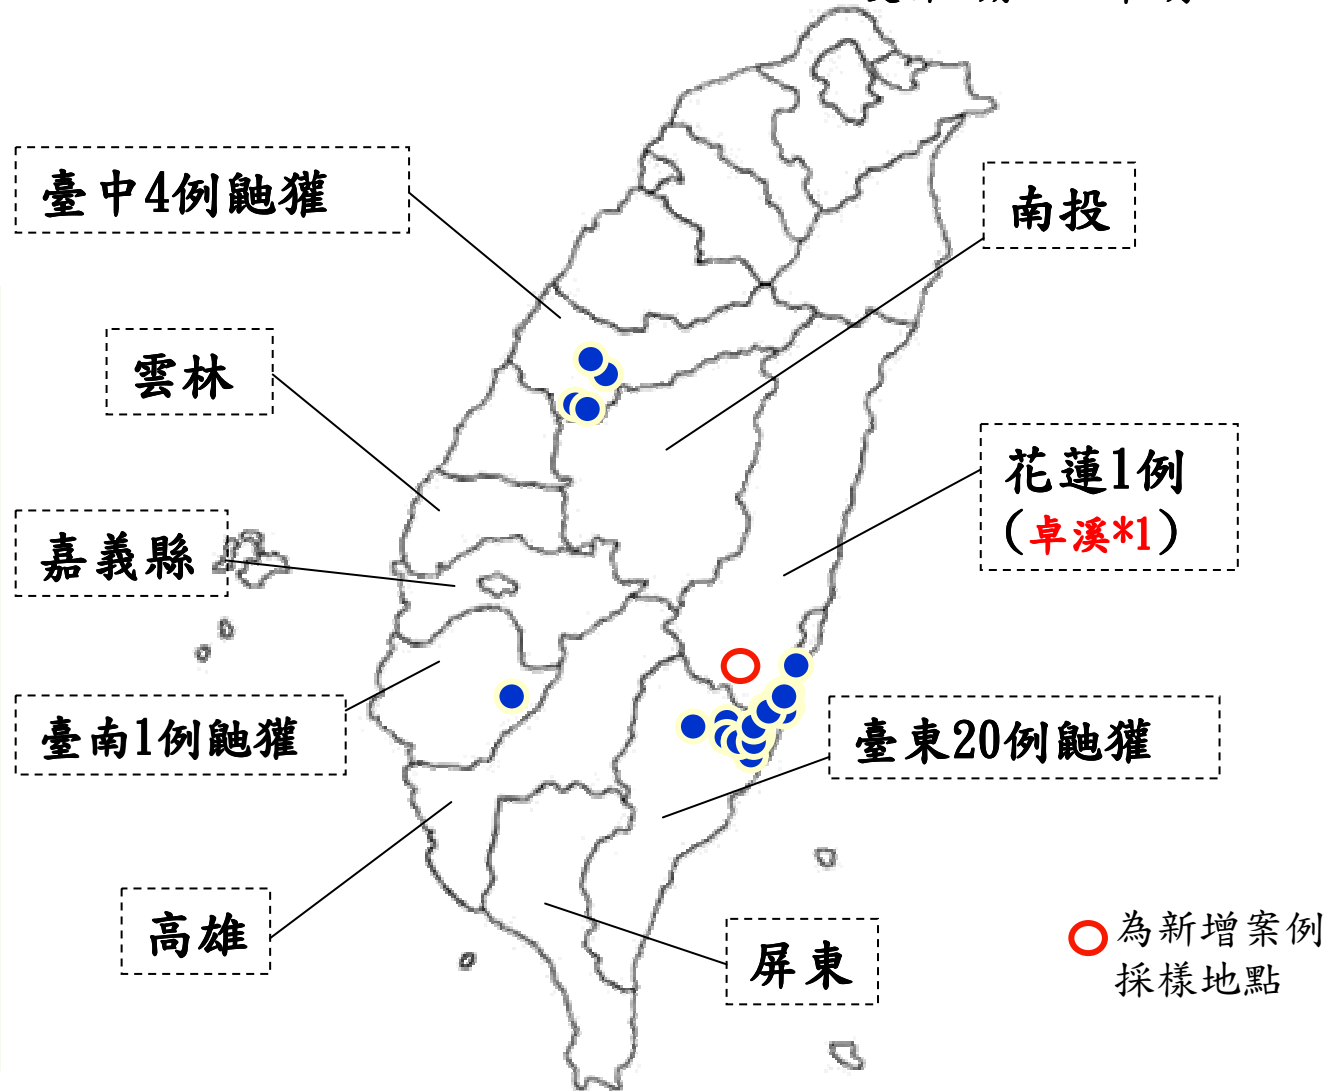 臺中4例鼬獾
南投
雲林
花蓮1例
(卓溪*1)
嘉義縣
臺南1例鼬獾
臺東20例鼬獾
高雄
屏東
為新增案例
採樣地點